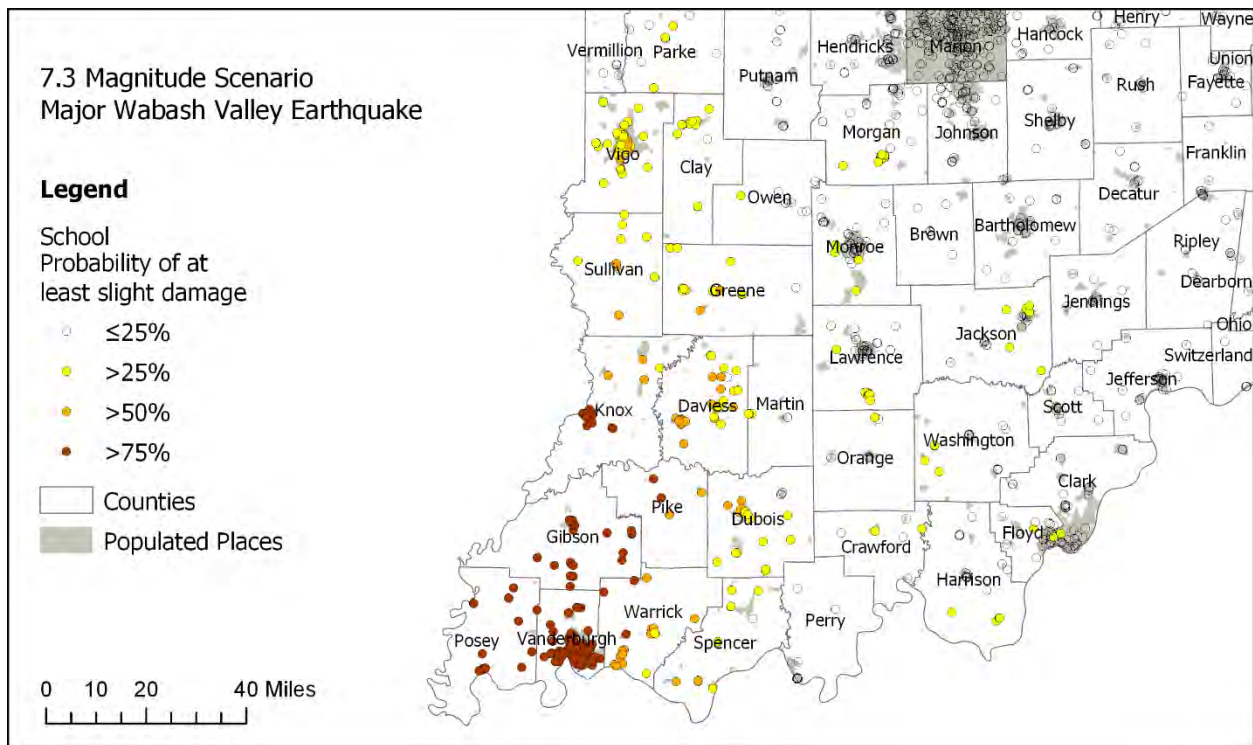 7.3 Magnitude Scenario
Major Wabash Valley Earthquake
Legend
School
Probability of at
least slight damage
≤25%
>25%
>50%
>75%
Counties
Populated Places
0 10 20 40 Miles
Henry
Wayne
Vermillion
Parke
Hendricks
Marion
Hancock
Putnam
Rush
Union
Fayette
Morgan
Johnson
Shelby
Vigo
Clay
Franklin
Owen
Decatur
Monroe
Brown
Bartholomew
Ripley
Sullivan
Greene
Dearborn
Jennings
Ohio
Jackson
Lawrence
Switzerland
Jefferson
Knox
Daviess
Martin
Scott
Washington
Orange
Clark
Pike
Dubois
Gibson
Crawford
Floyd
Harrison
Posey
Vanderburgh
Warrick
Spencer
Perry